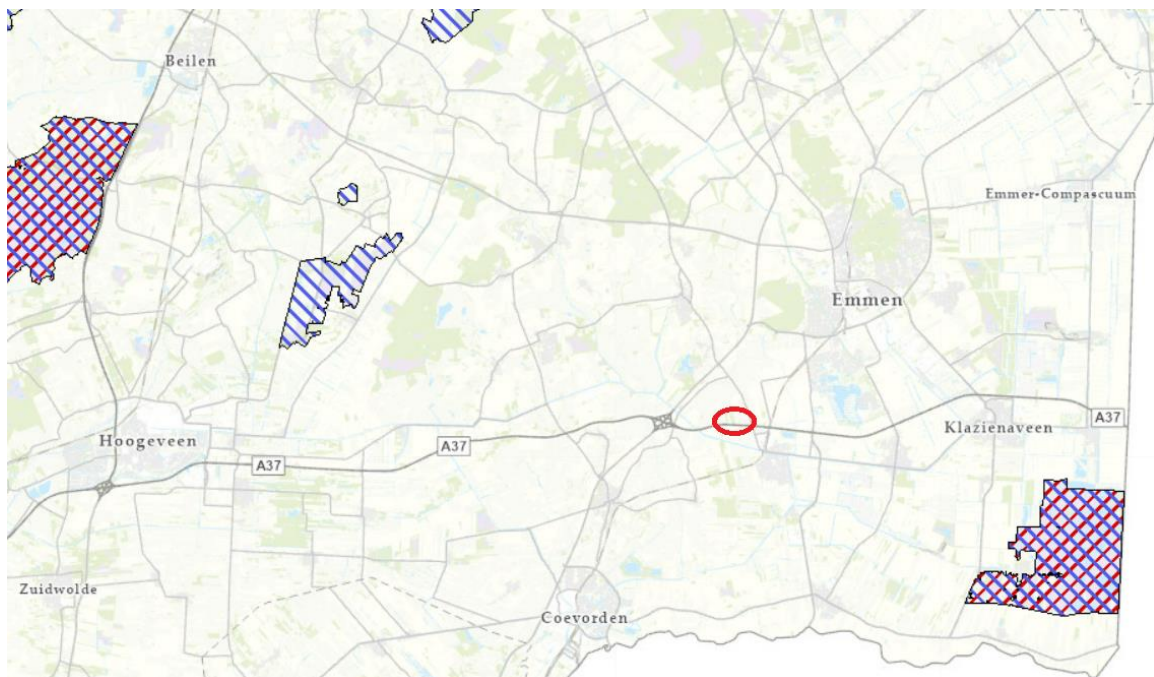 Beilen
Emmer-Compascuum
Emmen
A37
Klazienaveen
Hoogeveen
A37
A37
Zuidwolde
Coevorden